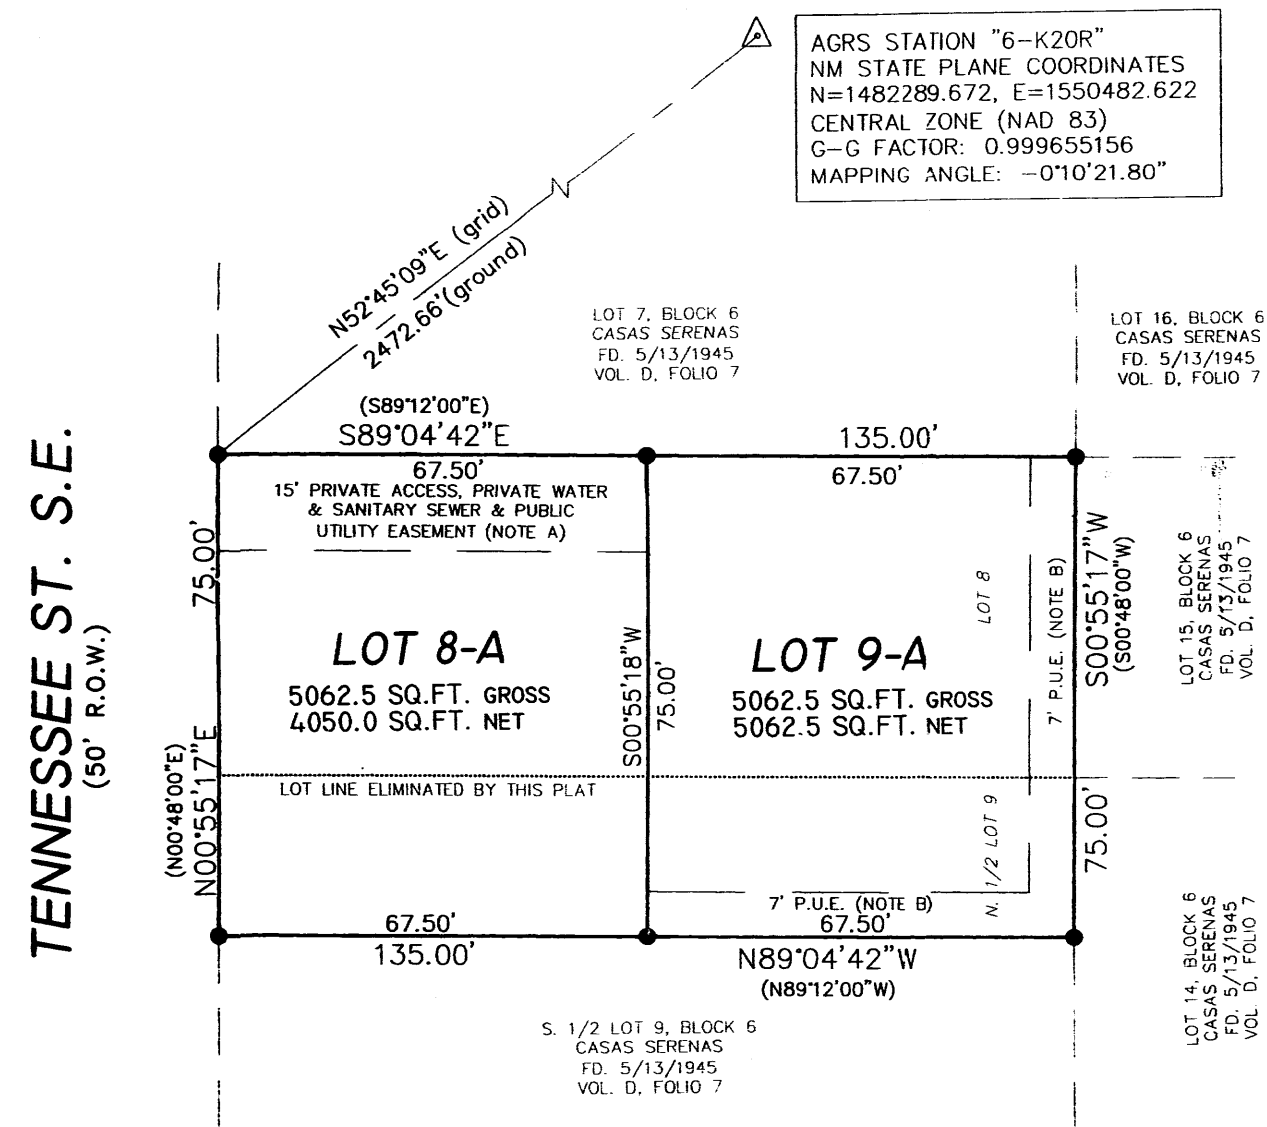 AGRS STATION "6-K20R"
NM STATE PLANE COORDINATES
N=1482289.672, E=1550482.622
CENTRAL ZONE (NAD 83)
G-G FACTOR: 0.999655156
MAPPING ANGLE: -0°10'21.80"
N52°45'09"E (grid)
2472.66'(ground)
LOT 7, BLOCK 6
CASAS SERENAS
FD. 5/13/1945
VOL. D, FOLIO 7
LOT 16, BLOCK 6
CASAS SERENAS
FD. 5/13/1945
VOL. D, FOLIO 7
(S89°12'00"E)
S89°04'42"E
135.00'
67.50'
67.50'
15' PRIVATE ACCESS, PRIVATE WATER
& SANITARY SEWER & PUBLIC
UTILITY EASEMENT (NOTE A)
TENNESSEE ST. S.E.
(50' R.O.W.)
75.00'
N00°55'17"E
(N00°48'00"E)
LOT 8-A
5062.5 SQ.FT. GROSS
4050.0 SQ.FT. NET
S00°55'18"W
75.00'
LOT 9-A
5062.5 SQ.FT. GROSS
5062.5 SQ.FT. NET
LOT 8
7' P.U.E. (NOTE B)
S00°55'17"W
(S00°48'00"W)
75.00'
LOT 15, BLOCK 6
CASAS SERENAS
FD. 5/13/1945
VOL. D, FOLIO 7
LOT LINE ELIMINATED BY THIS PLAT
N. 1/2 LOT 9
7' P.U.E. (NOTE B)
67.50'
67.50'
135.00'
N89°04'42"W
(N89°12'00"W)
LOT 14, BLOCK 6
CASAS SERENAS
FD. 5/13/1945
VOL. D, FOLIO 7
S. 1/2 LOT 9, BLOCK 6
CASAS SERENAS
FD. 5/13/1945
VOL. D, FOLIO 7